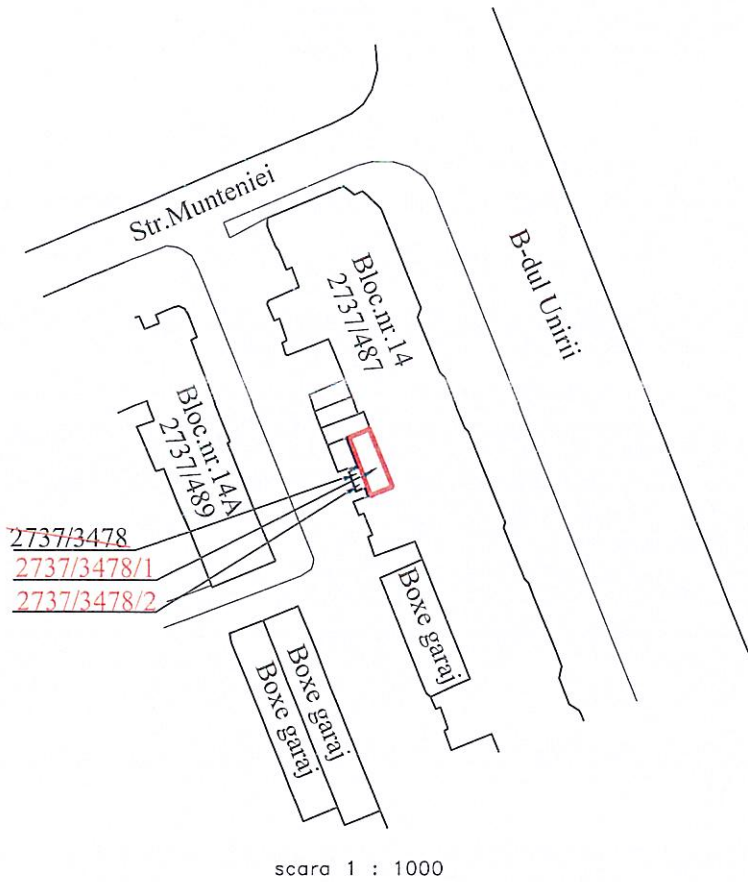 Str.Munteniei
B-dul Unirii
Bloc.nr.14
2737/487
Bloc.nr.14A
2737/489
2737/3478
2737/3478/1
2737/3478/2
Boxe garaj
Boxe garaj
Boxe garaj
scara 1 : 1000